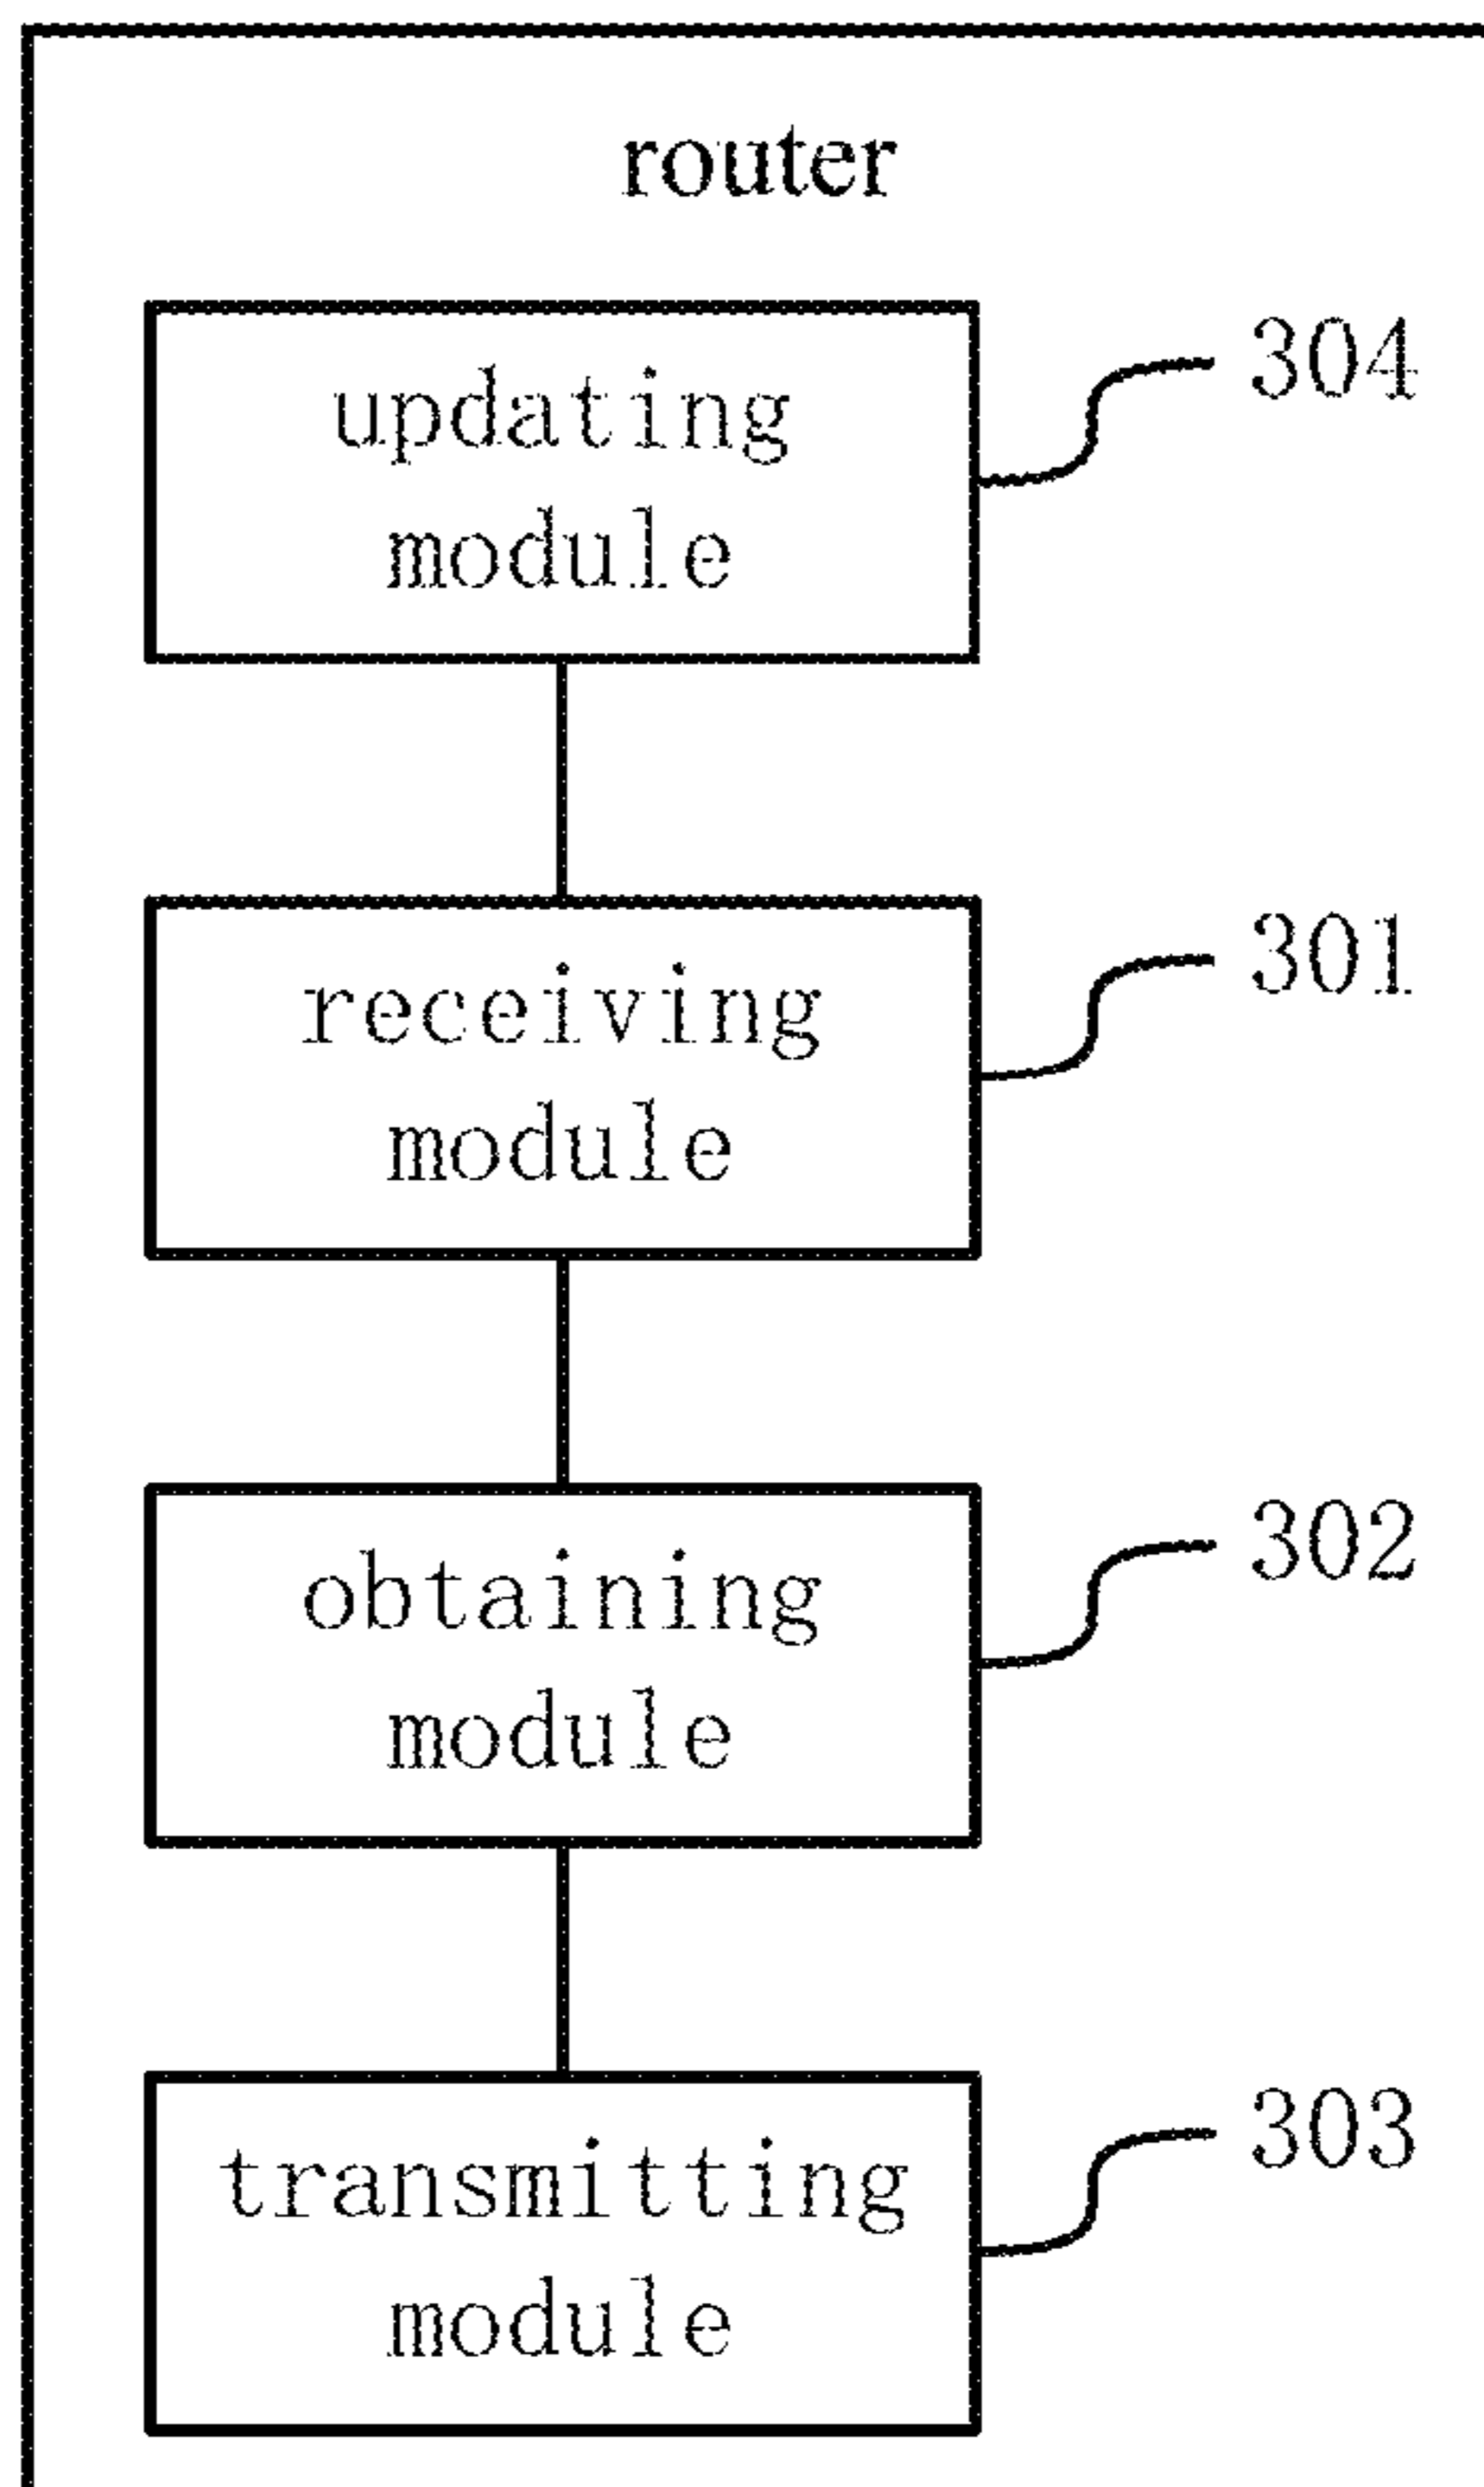 router
updating
module
304
receiving
module
301
obtaining
module
302
transmitting
module
303